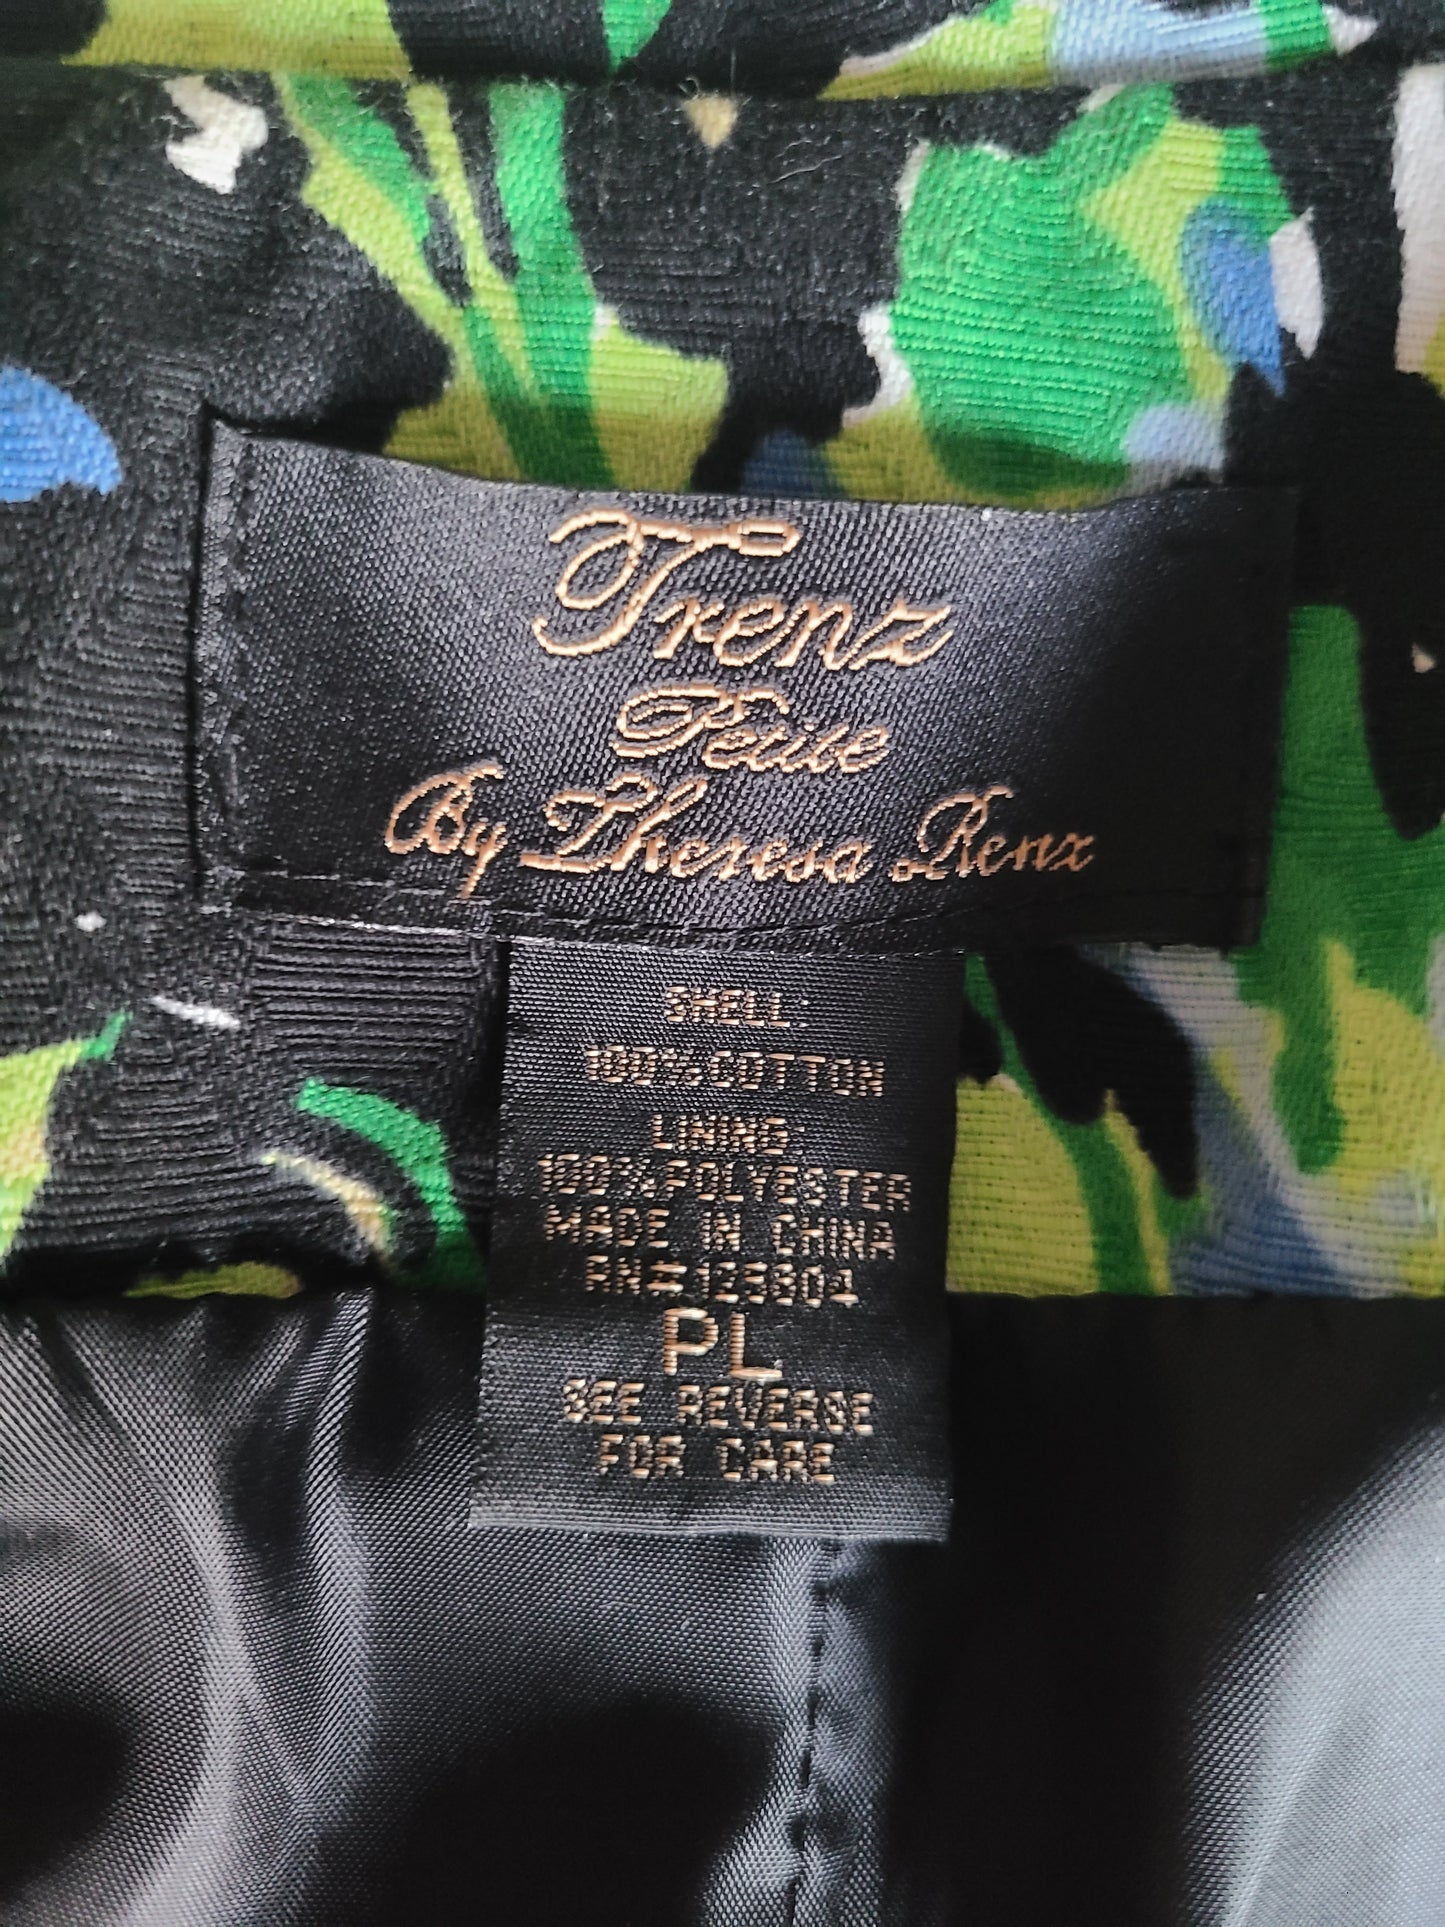 Trenz
Petite
By Theresa Renz
SHELL:
100%COTTON
LINING:
100%POLYESTER
MADE IN CHINA
RN=125804
PL
SEE REVERSE
FOR CARE